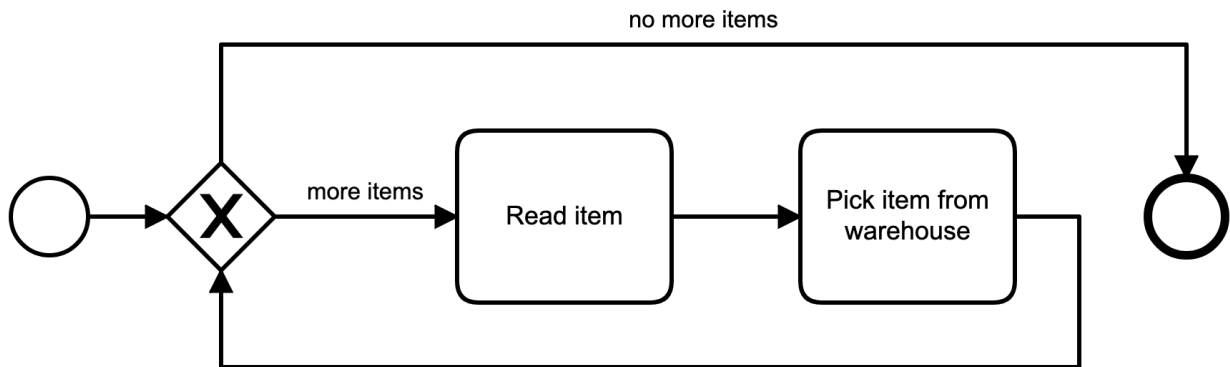 no more items
more items
X
Read item
Pick item from
warehouse